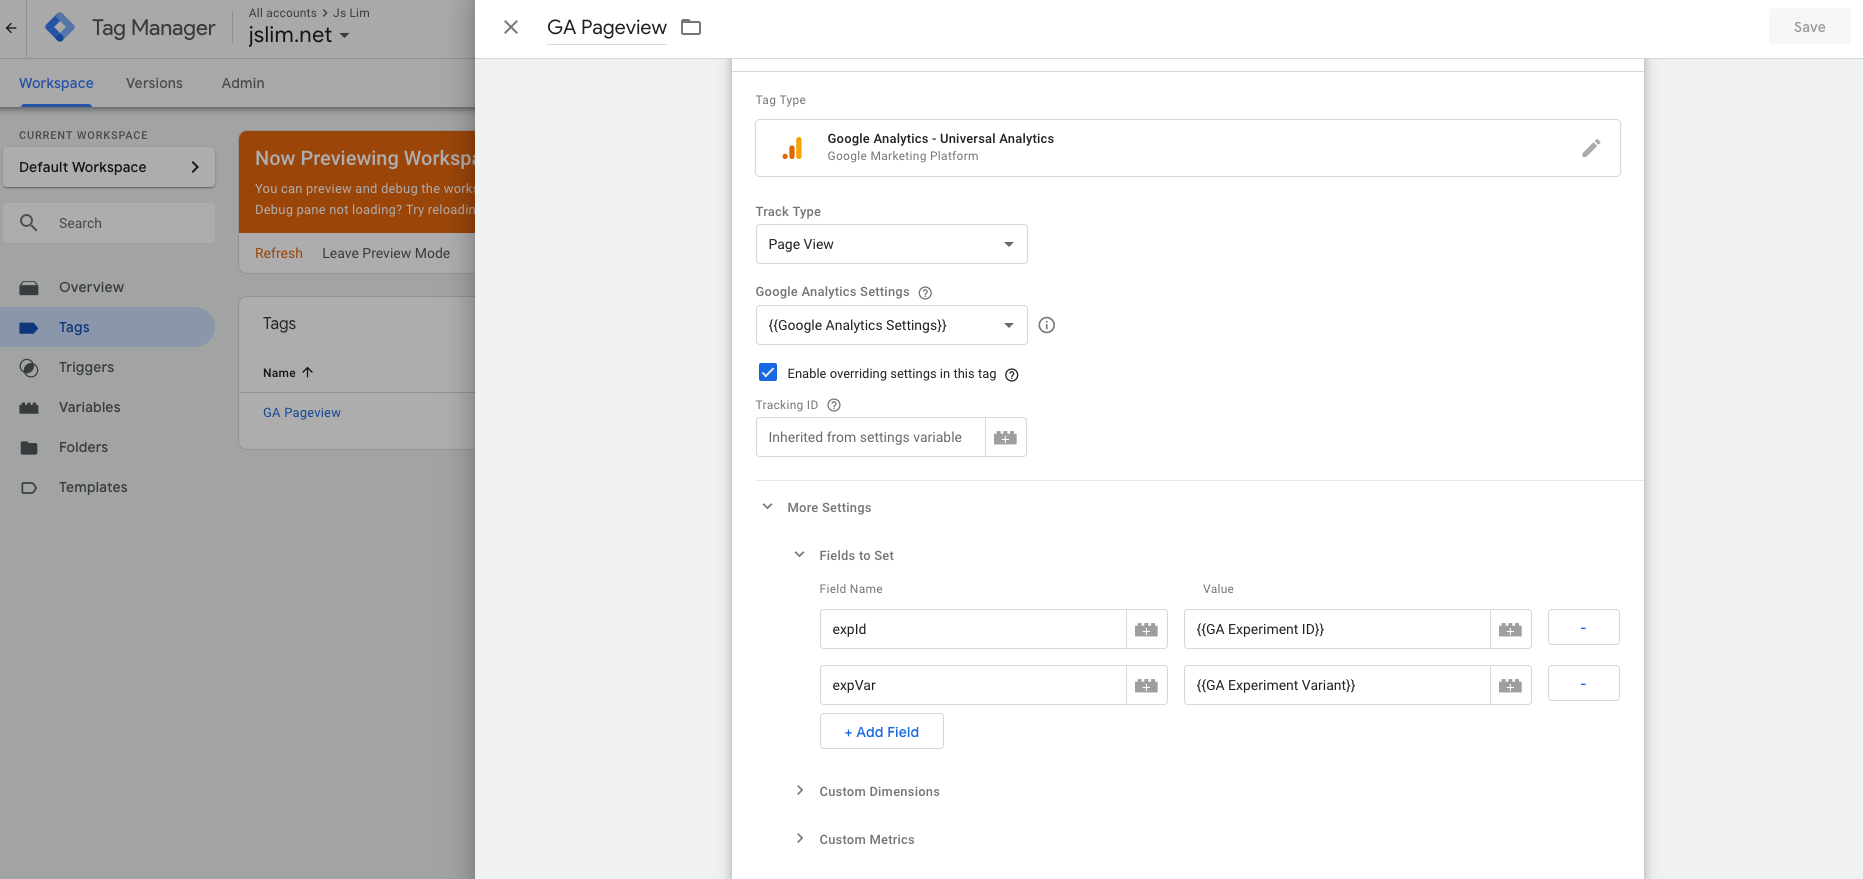 Tag Manager
All accounts > Js Lim
jslim.net
Workspace
Versions
Admin
CURRENT WORKSPACE
Default Workspace
Search
Overview
Tags
Triggers
Variables
Folders
Templates
Now Previewing Workspa
You can preview and debug the works
Debug pane not loading? Try reloadin
Refresh
Leave Preview Mode
Tags
Name
GA Pageview
GA Pageview
Save
Tag Type
Google Analytics - Universal Analytics
Google Marketing Platform
Track Type
Page View
Google Analytics Settings
{{Google Analytics Settings}}
Enable overriding settings in this tag
Tracking ID
Inherited from settings variable
More Settings
Fields to Set
Field Name Value
expId {{GA Experiment ID}} -
expVar {{GA Experiment Variant}} -
+ Add Field
Custom Dimensions
Custom Metrics